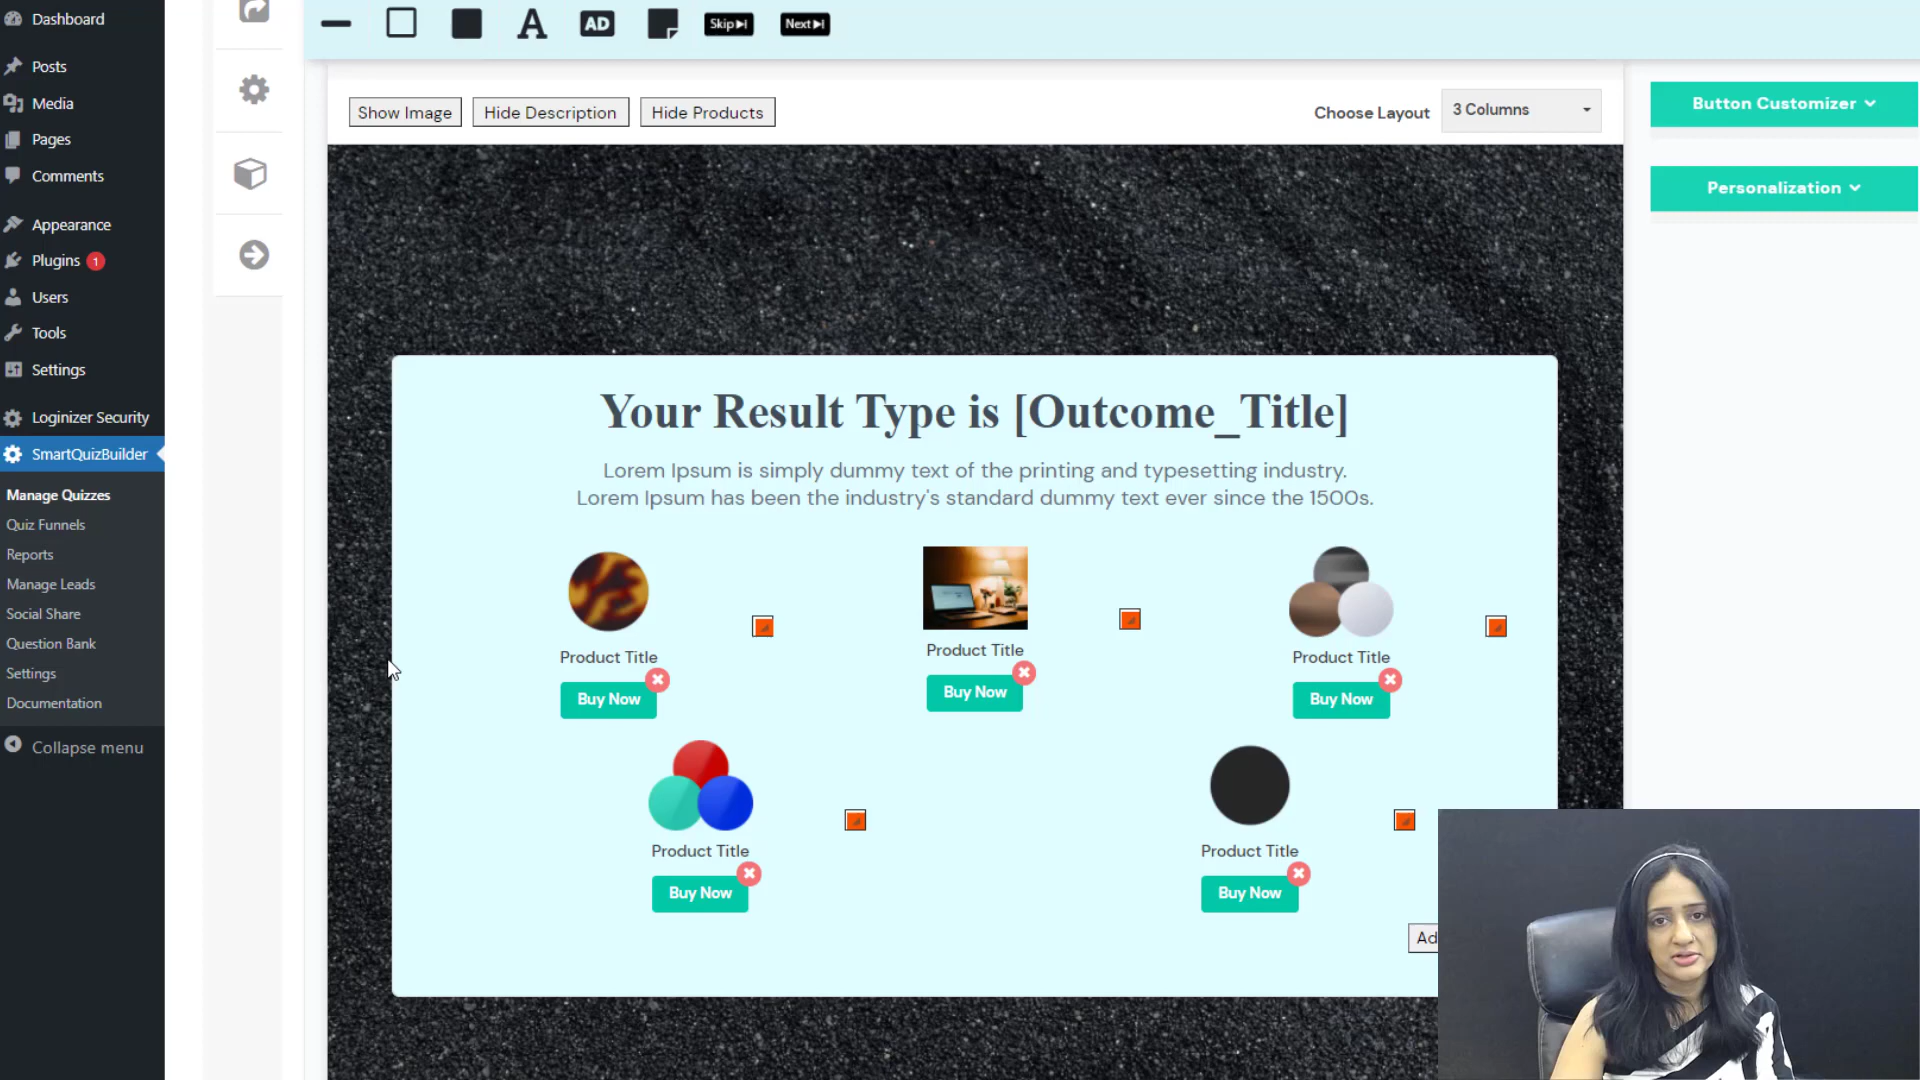 Dashboard
Posts
Media
Pages
Comments
Appearance
Plugins 1
Users
Tools
Settings
Loginizer Security
SmartQuizBuilder
Manage Quizzes
Quiz Funnels
Reports
Manage Leads
Social Share
Question Bank
Settings
Documentation
Collapse menu
A
AD
Skip
Next
Show Image
Hide Description
Hide Products
Choose Layout
3 Columns
Button Customizer
Personalization
Your Result Type is [Outcome_Title]
Lorem Ipsum is simply dummy text of the printing and typesetting industry.
Lorem Ipsum has been the industry's standard dummy text ever since the 1500s.
Product Title
Buy Now
Product Title
Buy Now
Product Title
Buy Now
Product Title
Buy Now
Product Title
Buy Now
Ad